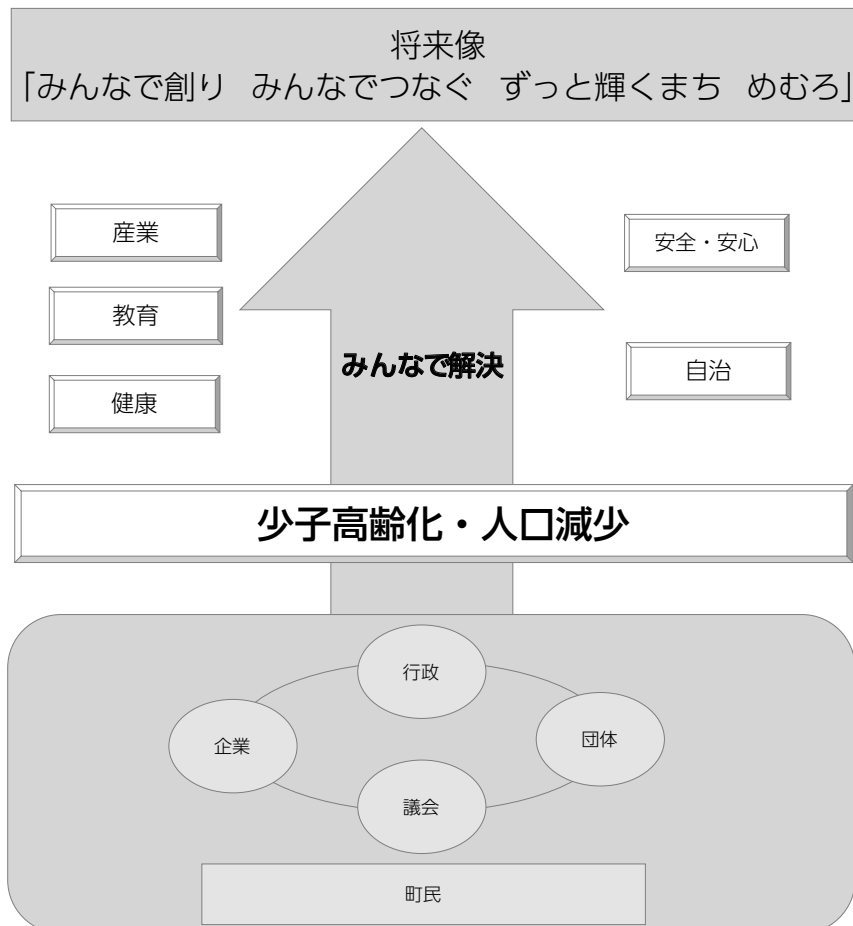 将来像
「みんなで創り みんなでつなぐ ずっと輝くまち めむろ」
産業
安全・安心
教育
みんなで解決
自治
健康
少子高齢化・人口減少
行政
企業
団体
議会
町民